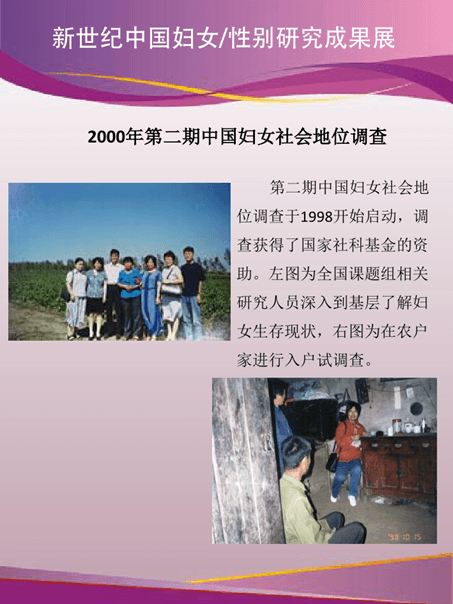 新世纪中国妇女/性别研究成果展
2000年第二期中国妇女社会地位调查
第二期中国妇女社会地
位调查于1998开始启动，调
查获得了国家社科基金的资
助。左图为全国课题组相关
研究人员深入到基层了解妇
女生存现状，右图为在农户
家进行入户试调查。
'98 10 15